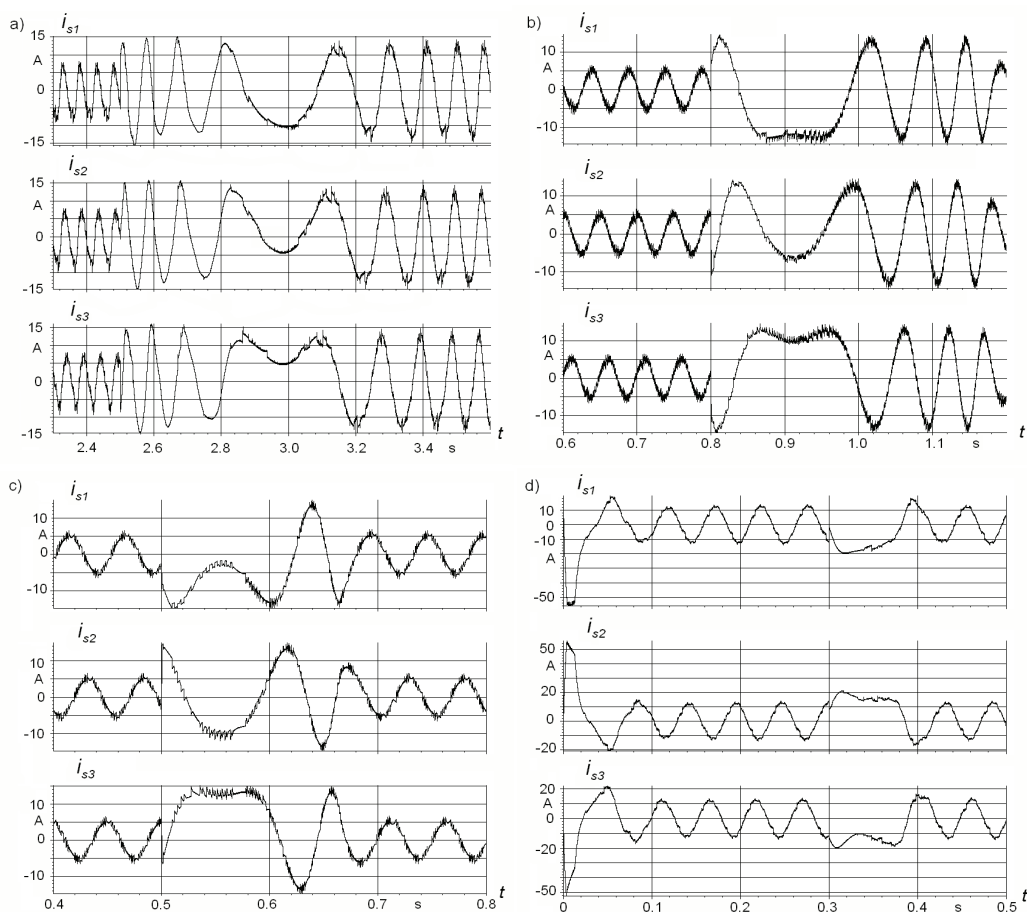 a)
i_s1
15
A
0
-15
i_s2
15
A
0
-15
i_s3
15
A
0
-15
2.4 2.6 2.8 3.0 3.2 3.4 s t
b)
i_s1
10
A
0
-10
i_s2
10
A
0
-10
i_s3
10
A
0
-10
0.6 0.7 0.8 0.9 1.0 1.1 s t
c)
i_s1
10
A
0
-10
i_s2
10
A
0
-10
i_s3
10
A
0
-10
0.4 0.5 0.6 0.7 s 0.8 t
d)
i_s1
10
0
-10
A
-50
i_s2
50
A
20
0
-20
i_s3
20
A
0
-20
-50
0 0.1 0.2 0.3 0.4 s 0.5 t